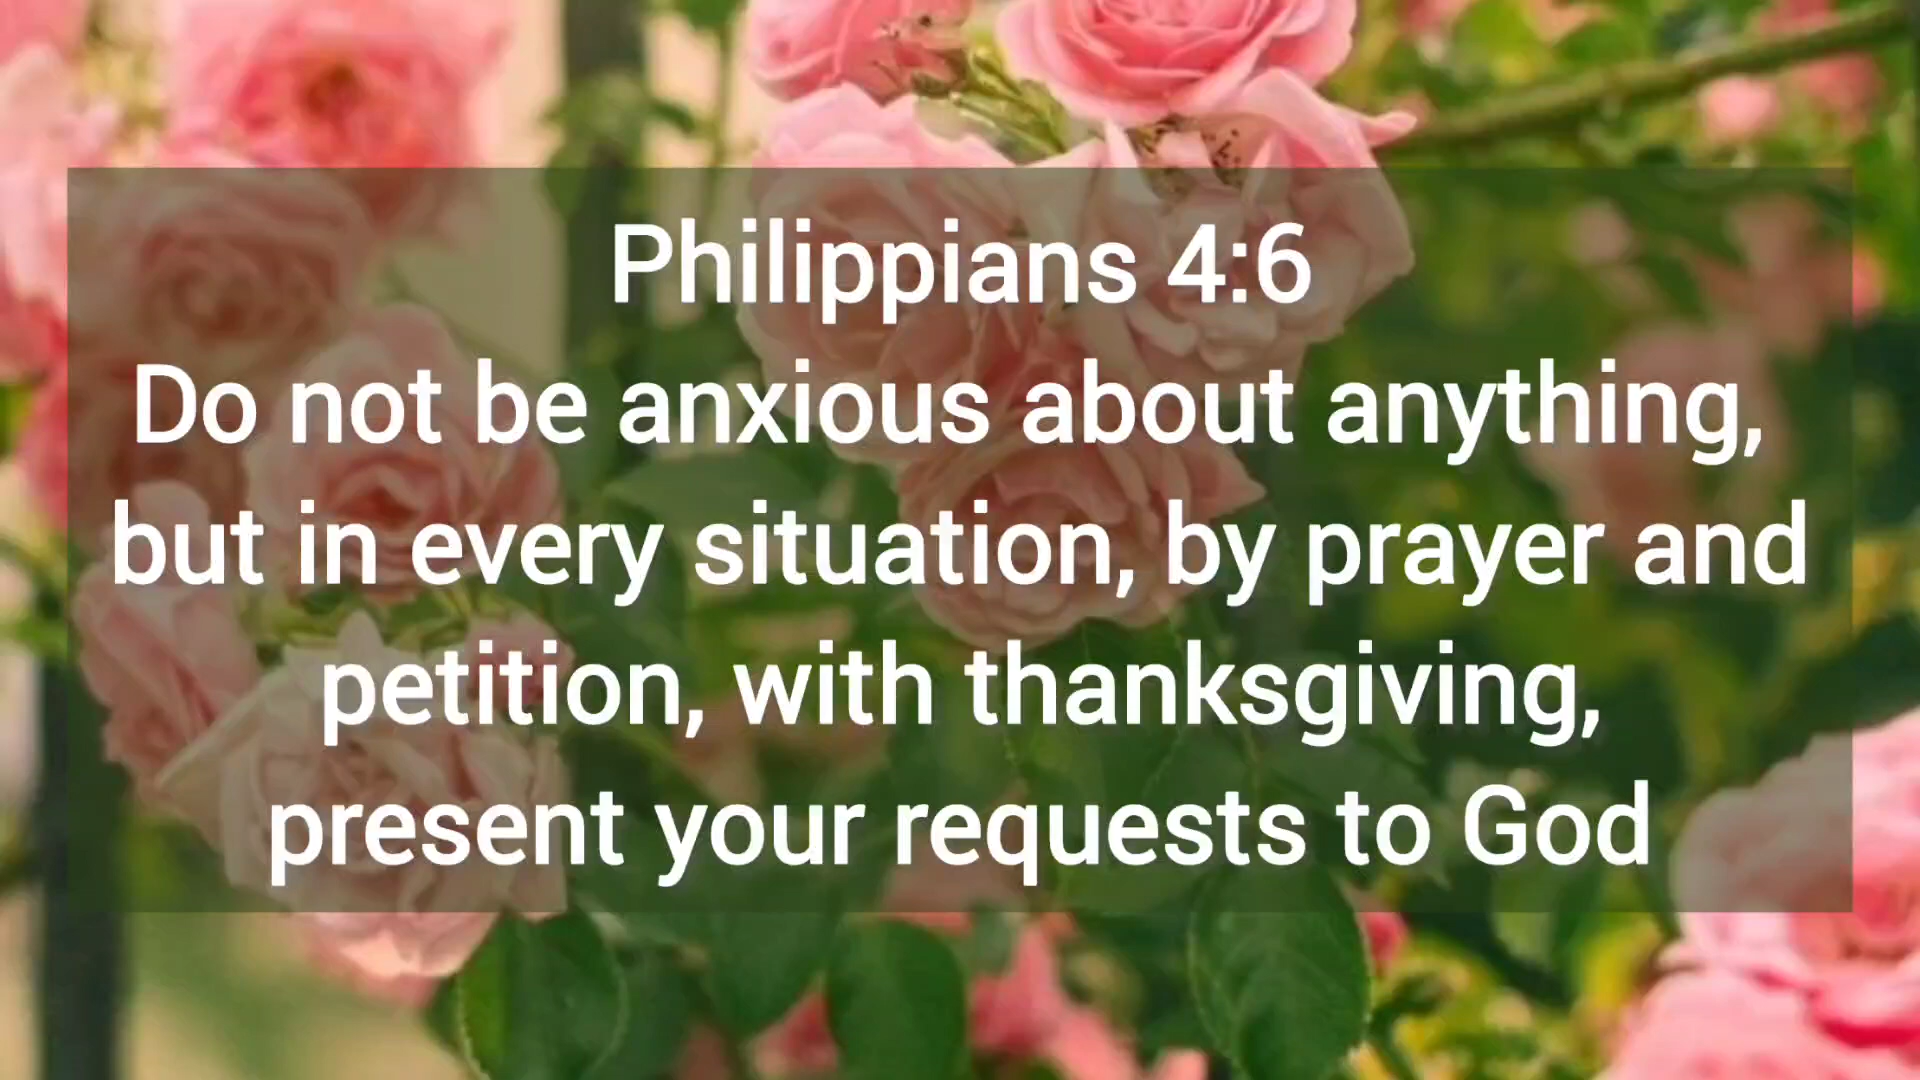 Philippians 4:6
Do not be anxious about anything,
but in every situation, by prayer and
petition, with thanksgiving,
present your requests to God